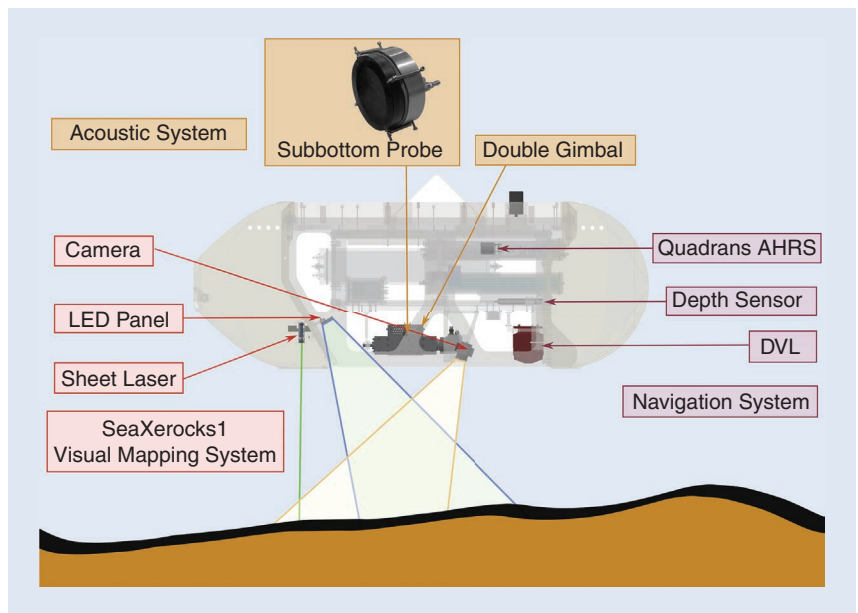 Acoustic System
Subbottom Probe
Double Gimbal
Camera
Quadrans AHRS
LED Panel
Depth Sensor
Sheet Laser
DVL
SeaXerocks1
Visual Mapping System
Navigation System